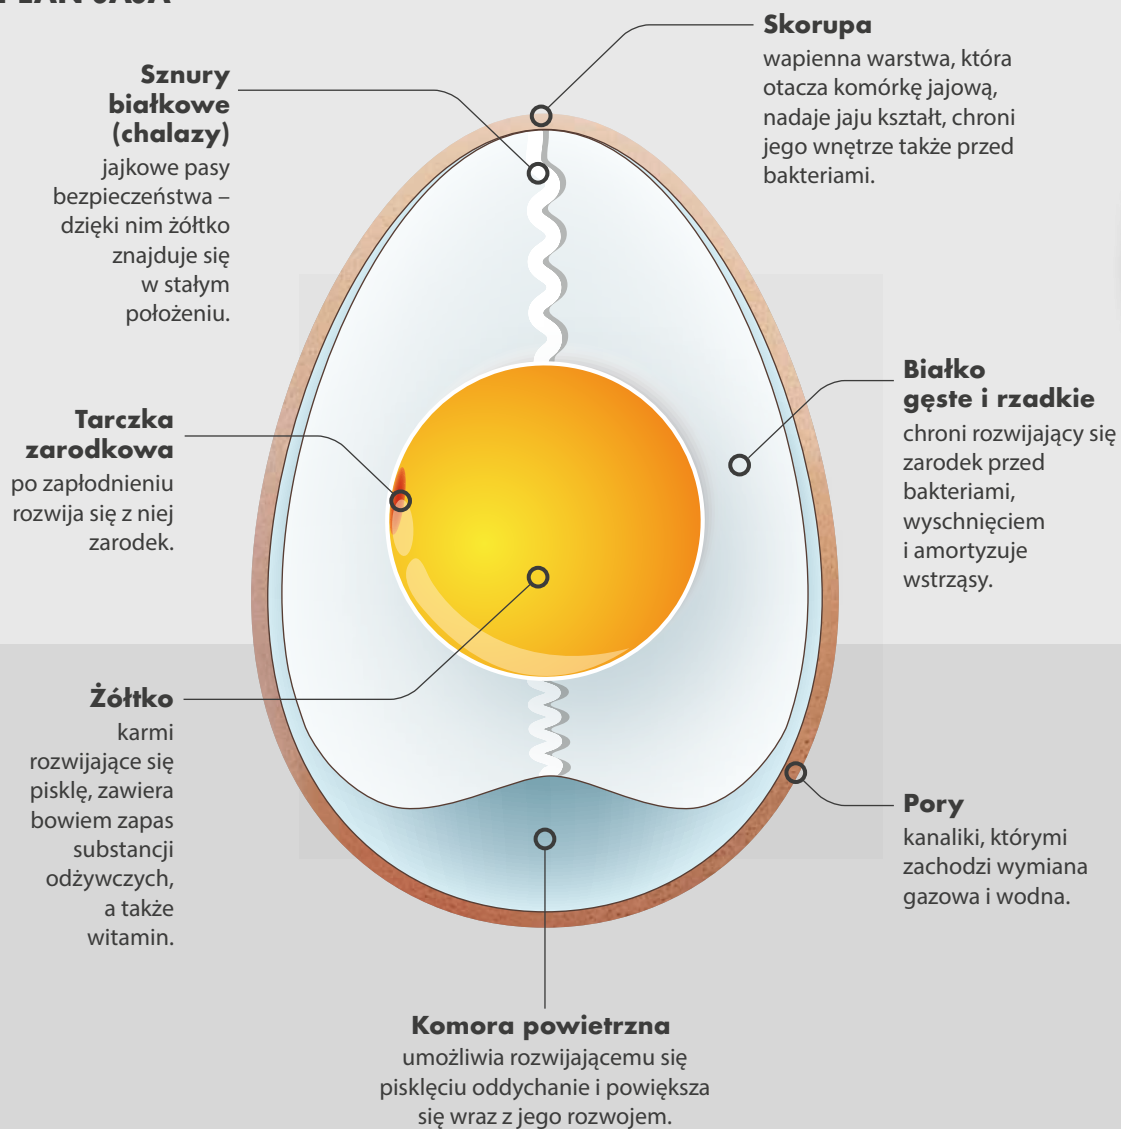 Skorupa
wapienna warstwa, która
otacza komórkę jajową,
nadaje jaju kształt, chroni
jego wnętrze także przed
bakteriami.
Sznury
białkowe
(chalazy)
jajkowe pasy
bezpieczeństwa –
dzięki nim żółtko
znajduje się
w stałym
położeniu.
Białko
gęste i rzadkie
chroni rozwijający się
zarodek przed
bakteriami,
wyschnięciem
i amortyzuje
wstrząsy.
Tarczka
zarodkowa
po zapłodnieniu
rozwija się z niej
zarodek.
Żółtko
karmi
rozwijające się
pisklę, zawiera
bowiem zapas
substancji
odżywczych,
a także
witamin.
Pory
kanaliki, którymi
zachodzi wymiana
gazowa i wodna.
Komora powietrzna
umożliwia rozwijającemu się
pisklęciu oddychanie i powiększa
się wraz z jego rozwojem.